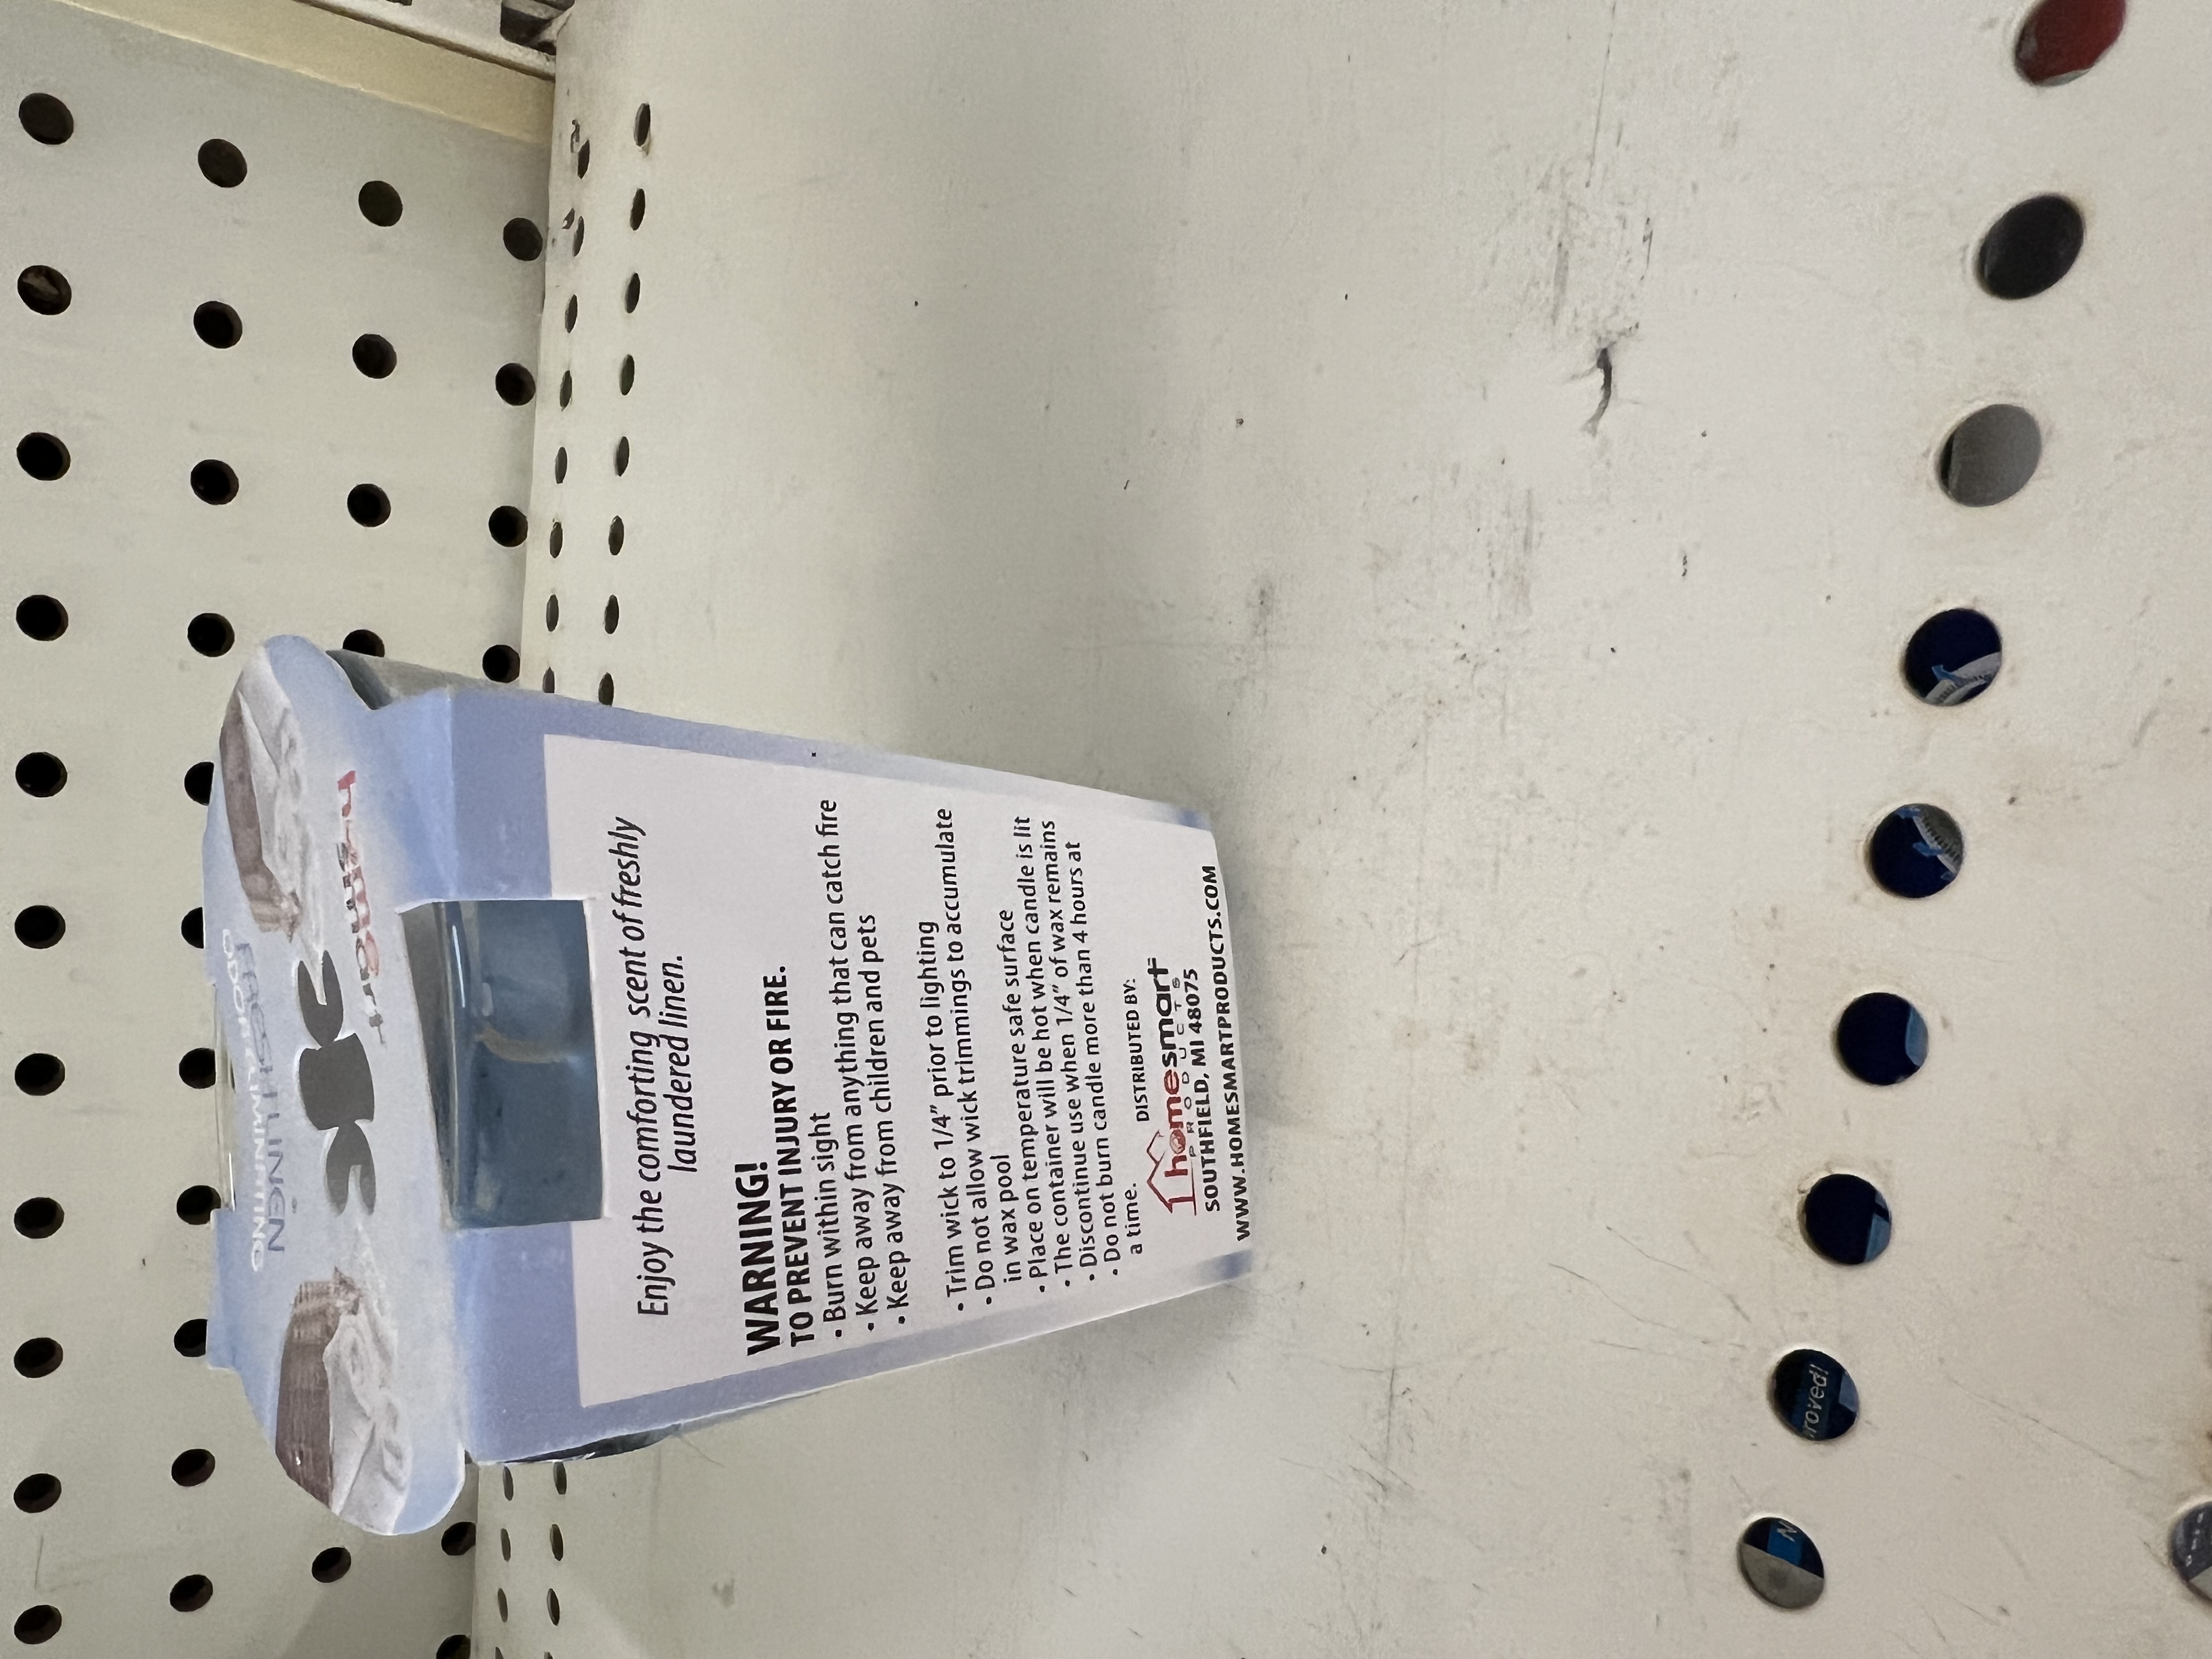 homesmart
FRESH LINEN
ODOR ELIMINATING
Enjoy the comforting scent of freshly
laundered linen.
WARNING!
TO PREVENT INJURY OR FIRE.
• Burn within sight
• Keep away from anything that can catch fire
• Keep away from children and pets
• Trim wick to 1/4” prior to lighting
• Do not allow wick trimmings to accumulate
in wax pool
• Place on temperature safe surface
• The container will be hot when candle is lit
• Discontinue use when 1/4” of wax remains
• Do not burn candle more than 4 hours at
a time.
DISTRIBUTED BY:
homesmart
PRODUCTS
SOUTHFIELD, MI 48075
WWW.HOMESMARTPRODUCTS.COM
roved!